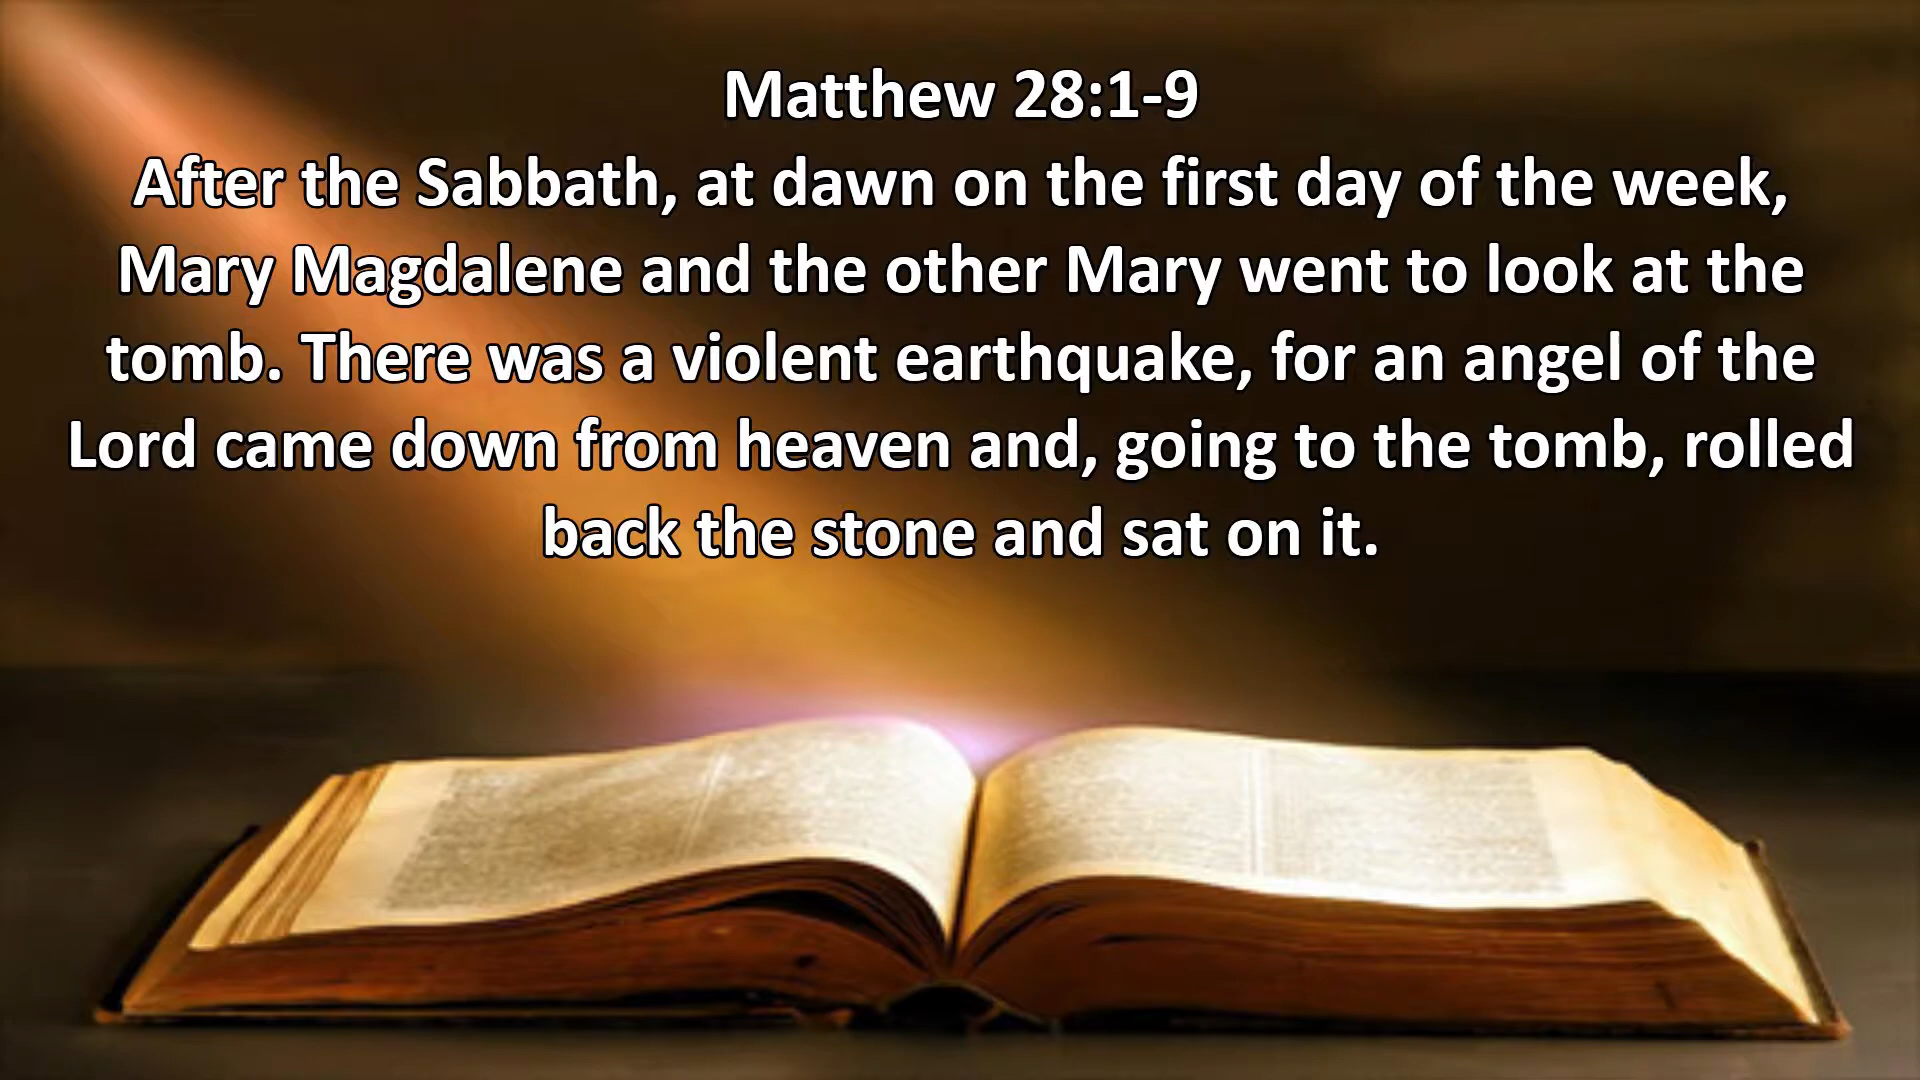 Matthew 28:1-9
After the Sabbath, at dawn on the first day of the week,
Mary Magdalene and the other Mary went to look at the
tomb. There was a violent earthquake, for an angel of the
Lord came down from heaven and, going to the tomb, rolled
back the stone and sat on it.